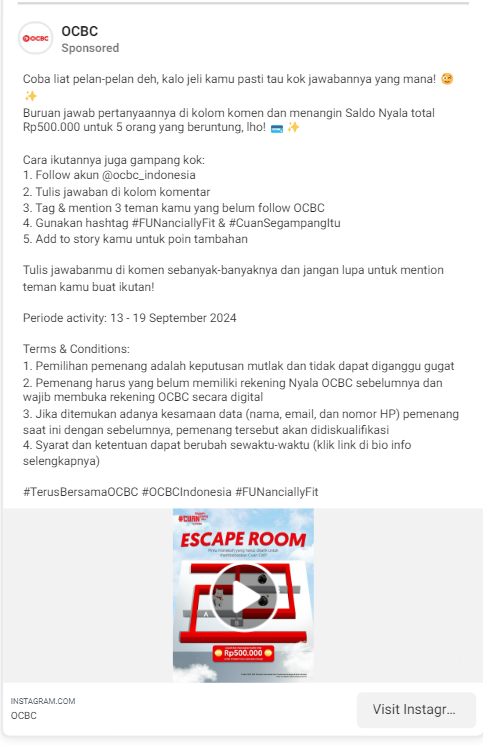 OCBC
OCBC
Sponsored
Coba liat pelan-pelan deh, kalo jeli kamu pasti tau kok jawabannya yang mana! 🧐
✨
Buruan jawab pertanyaannya di kolom komen dan menangin Saldo Nyala total
Rp500.000 untuk 5 orang yang beruntung, lho! 💳 ✨
Cara ikutannya juga gampang kok:
1. Follow akun @ocbc_indonesia
2. Tulis jawaban di kolom komentar
3. Tag & mention 3 teman kamu yang belum follow OCBC
4. Gunakan hashtag #FUNanciallyFit & #CuanSegampangItu
5. Add to story kamu untuk poin tambahan
Tulis jawabanmu di komen sebanyak-banyaknya dan jangan lupa untuk mention
teman kamu buat ikutan!
Periode activity: 13 - 19 September 2024
Terms & Conditions:
1. Pemilihan pemenang adalah keputusan mutlak dan tidak dapat diganggu gugat
2. Pemenang harus yang belum memiliki rekening Nyala OCBC sebelumnya dan
wajib membuka rekening OCBC secara digital
3. Jika ditemukan adanya kesamaan data (nama, email, dan nomor HP) pemenang
saat ini dengan sebelumnya, pemenang tersebut akan didiskualifikasi
4. Syarat dan ketentuan dapat berubah sewaktu-waktu (klik link di bio info
selengkapnya)
#TerusBersamaOCBC #OCBCIndonesia #FUNanciallyFit
#CUAN
ESCAPE ROOM
A
B
Rp500.000
INSTAGRAM.COM
OCBC
Visit Instagr...